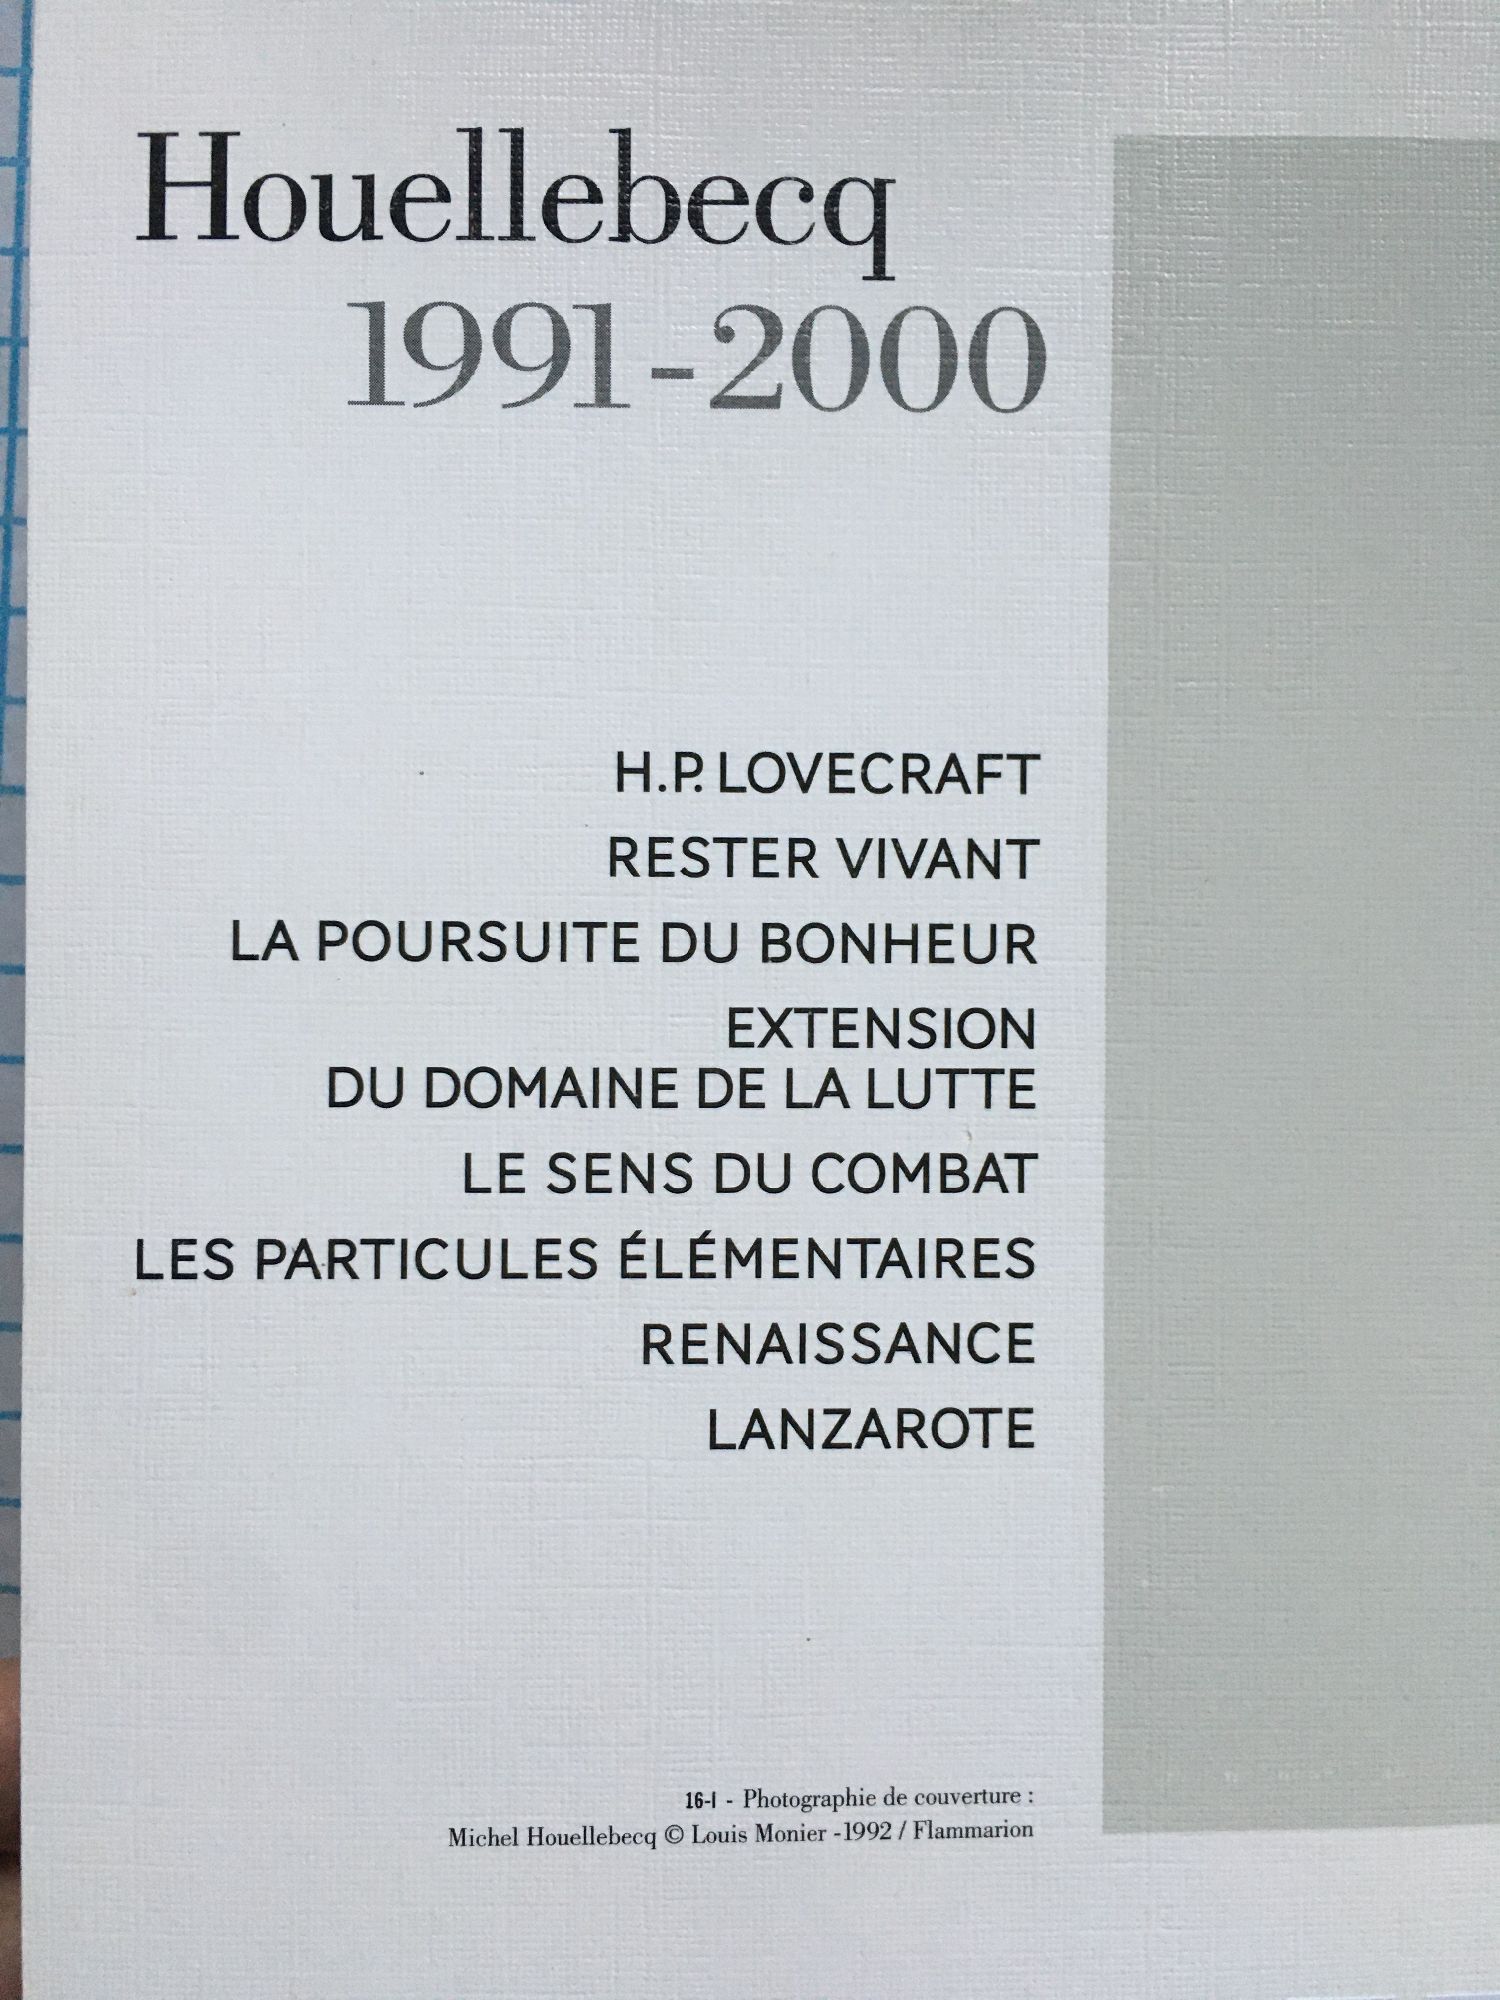 Houellebecq
1991-2000
H.P. LOVECRAFT
RESTER VIVANT
LA POURSUITE DU BONHEUR
EXTENSION
DU DOMAINE DE LA LUTTE
LE SENS DU COMBAT
LES PARTICULES ÉLÉMENTAIRES
RENAISSANCE
LANZAROTE
16-I - Photographie de couverture :
Michel Houellebecq © Louis Monier -1992 / Flammarion